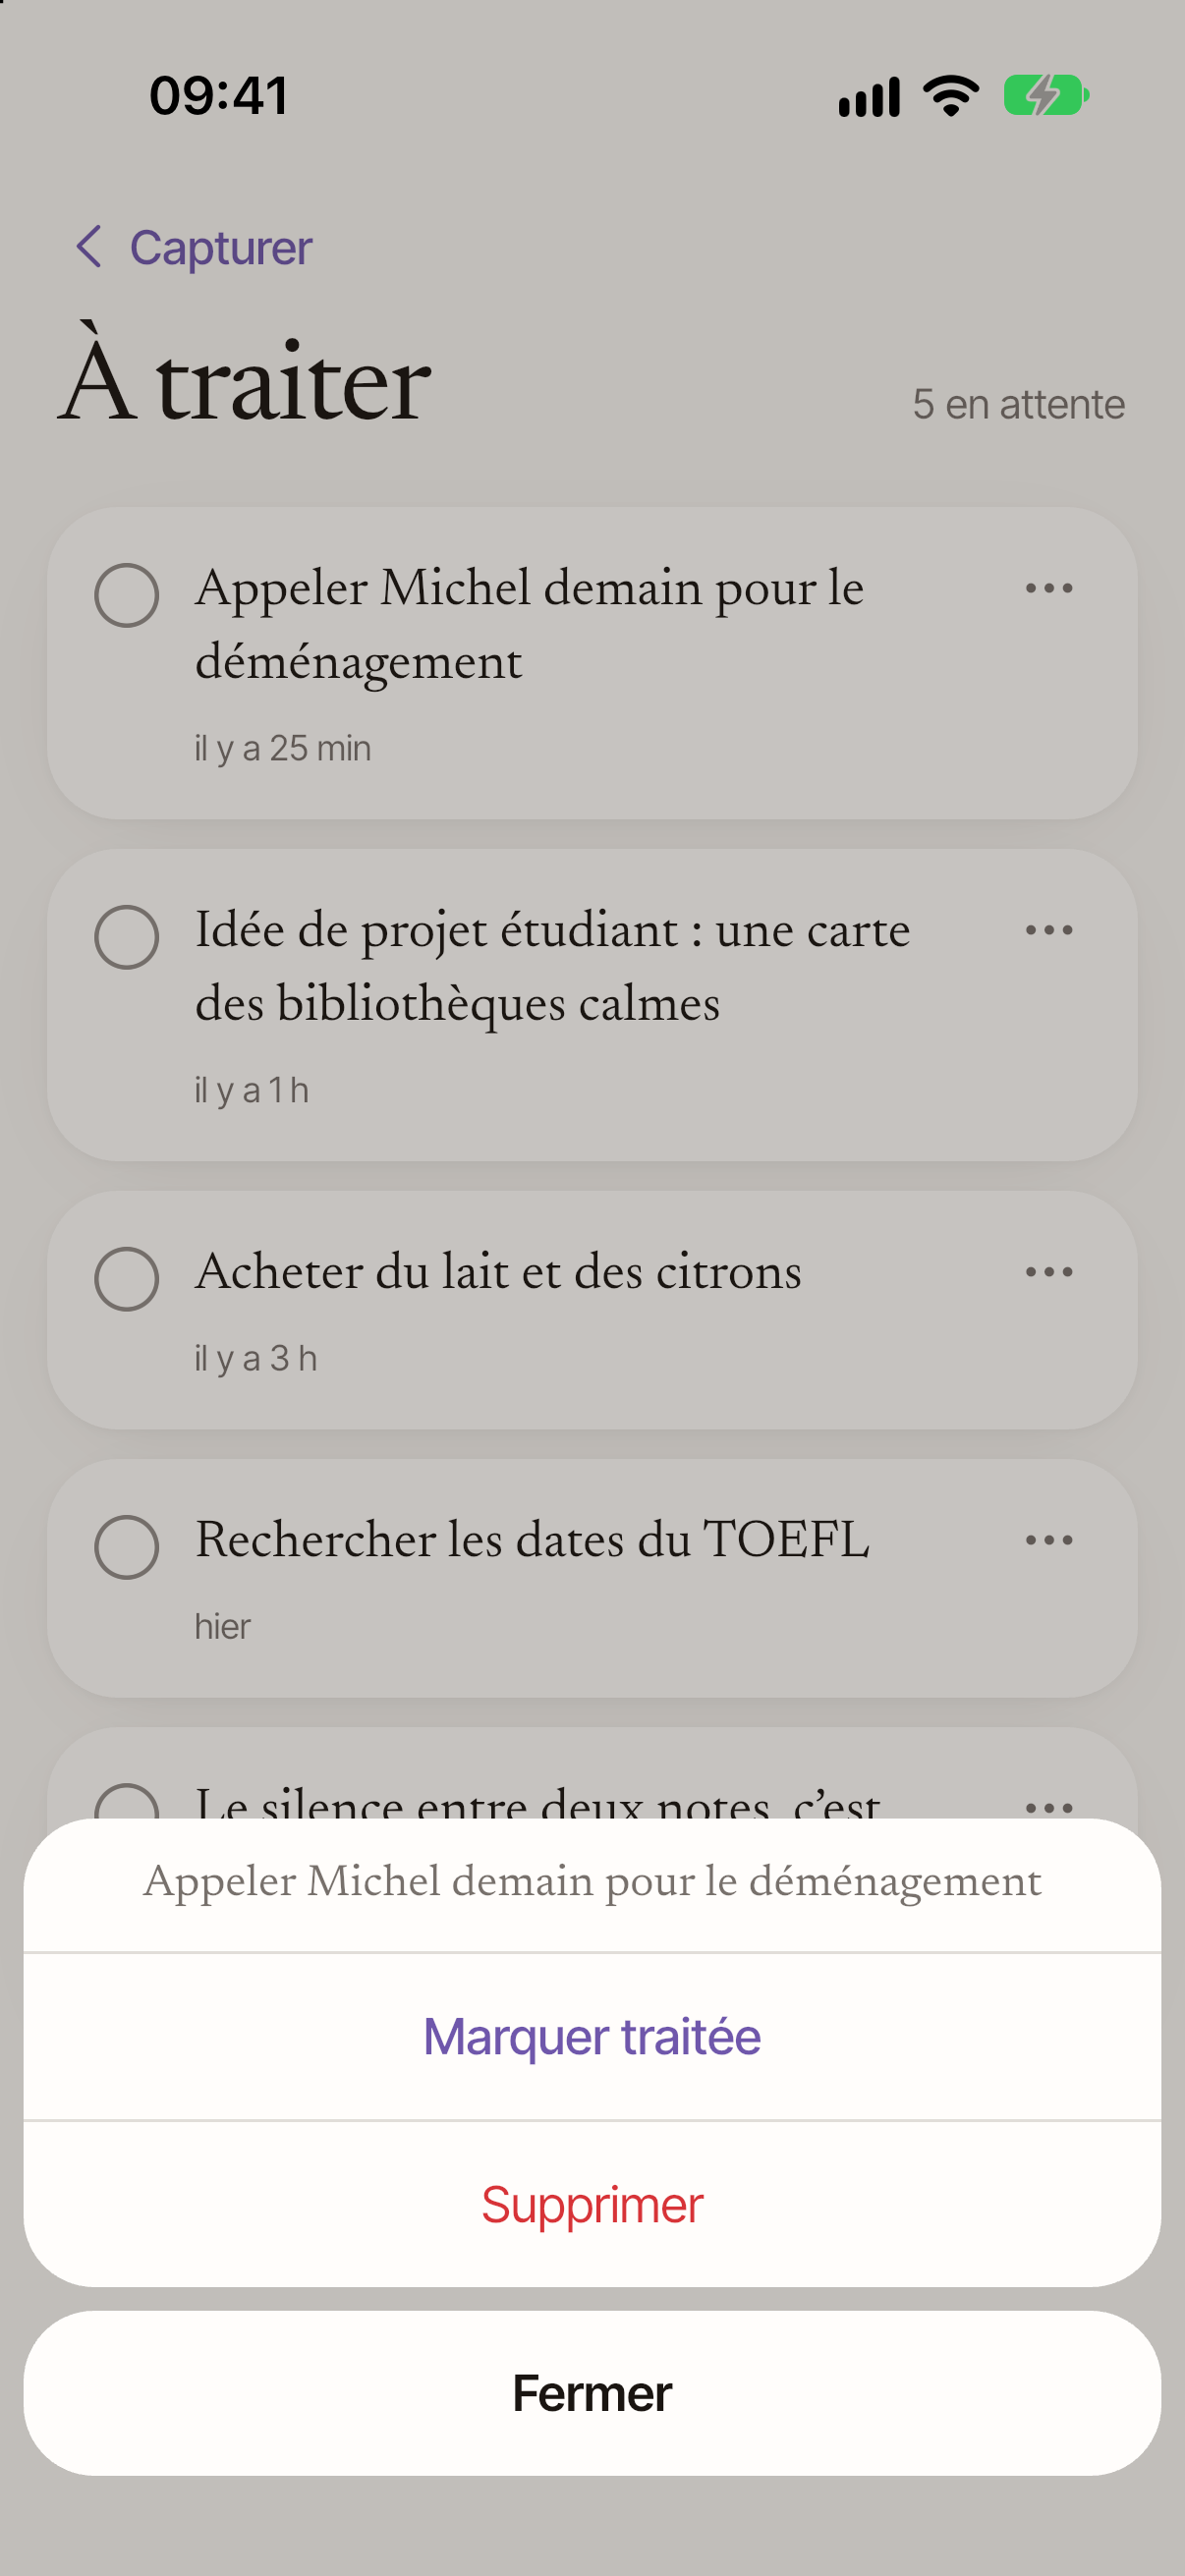 09:41
Capturer
À traiter
5 en attente
Appeler Michel demain pour le
déménagement
il y a 25 min
Idée de projet étudiant : une carte
des bibliothèques calmes
il y a 1 h
Acheter du lait et des citrons
il y a 3 h
Rechercher les dates du TOEFL
hier
Le silence entre deux notes, c’est
Appeler Michel demain pour le déménagement
Marquer traitée
Supprimer
Fermer